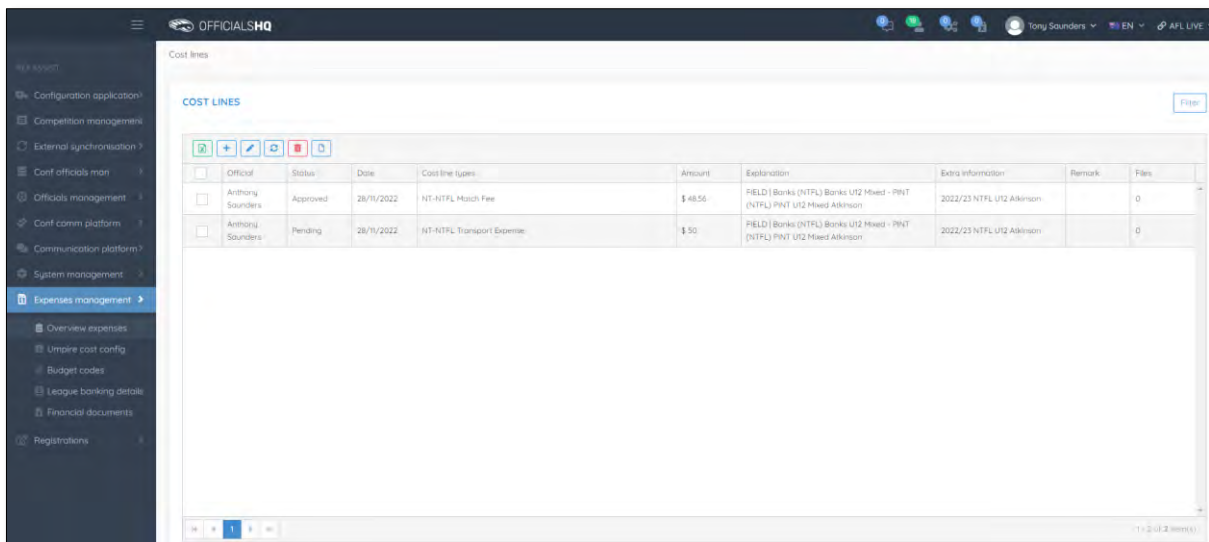 OFFICIALSHQ
Tony Saunders
EN
AFL LIVE
Cost lines
Configuration application
Competition management
External synchronisation
Conf officials man
Officials management
Conf comm platform
Communication platform
System management
Expenses management
Overview expenses
Umpire cost config
Budget codes
League banking details
Financial documents
Registrations
COST LINES
Filter
Official Status Date Cost line types Amount Explanation Extra information Remark Files
Anthony Saunders Approved 28/11/2022 NT-NTFL Match Fee $ 48.56 FIELD | Banks (NTFL) Banks U12 Mixed - PINT (NTFL) PINT U12 Mixed Atkinson 2022/23 NTFL U12 Atkinson 0
Anthony Saunders Pending 28/11/2022 NT-NTFL Transport Expense $ 50 FIELD | Banks (NTFL) Banks U12 Mixed - PINT (NTFL) PINT U12 Mixed Atkinson 2022/23 NTFL U12 Atkinson 0
1
1 - 2 of 2 item(s)